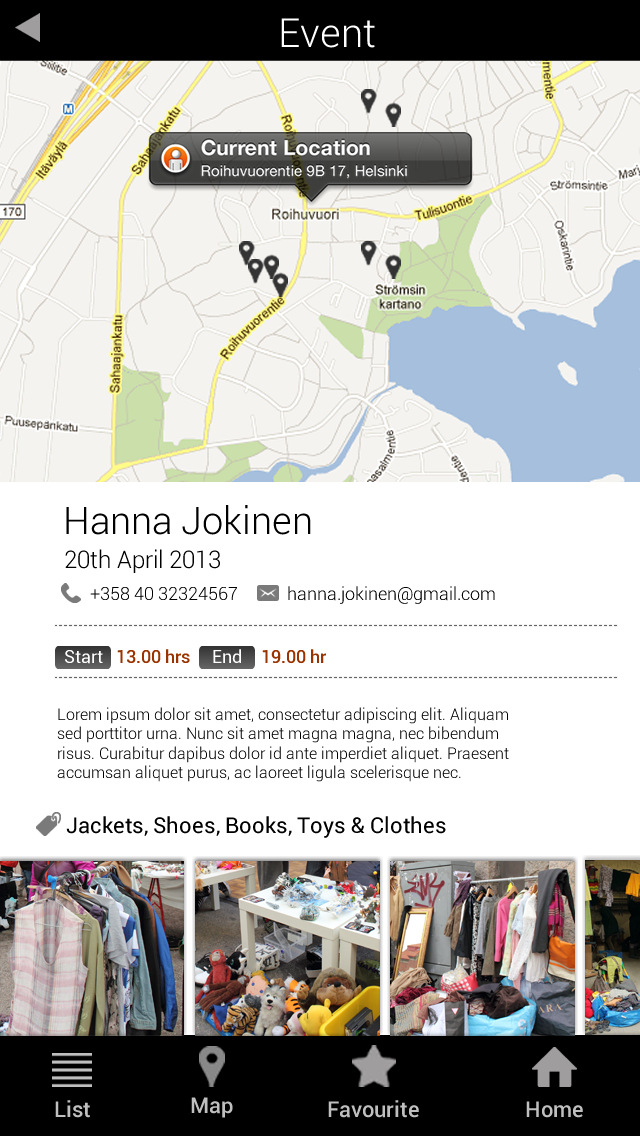 Event
Siilitie
M
Itäväylä
Sahaajankatu
Roihuvuorentie
mentie
Current Location
Roihuvuorentie 9B 17, Helsinki
Strömsintie
Marj
170
Roihuvuori
Tulisuontie
Oskarintie
Strömsin
kartano
Roihuvuorentie
Sahaajankatu
Puusepänkatu
pasalmentie
dentie
Hanna Jokinen
20th April 2013
+358 40 32324567 hanna.jokinen@gmail.com
Start 13.00 hrs End 19.00 hr
Lorem ipsum dolor sit amet, consectetur adipiscing elit. Aliquam
sed porttitor urna. Nunc sit amet magna magna, nec bibendum
risus. Curabitur dapibus dolor id ante imperdiet aliquet. Praesent
accumsan aliquet purus, ac laoreet ligula scelerisque nec.
Jackets, Shoes, Books, Toys & Clothes
List Map Favourite Home